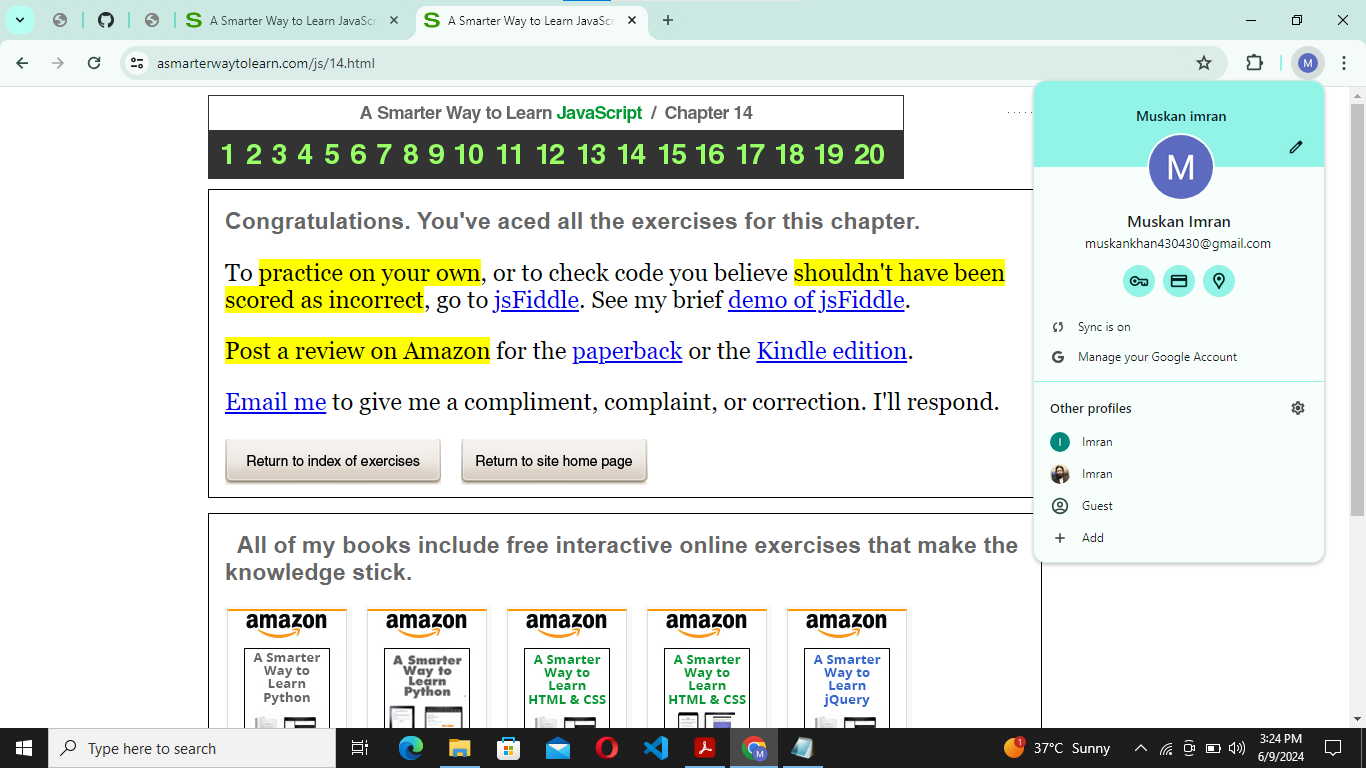 A Smarter Way to Learn JavaScr
A Smarter Way to Learn JavaScr
asmarterwaytolearn.com/js/14.html
M
A Smarter Way to Learn JavaScript / Chapter 14
1 2 3 4 5 6 7 8 9 10 11 12 13 14 15 16 17 18 19 20
Congratulations. You've aced all the exercises for this chapter.
To practice on your own, or to check code you believe shouldn't have been
scored as incorrect, go to jsFiddle. See my brief demo of jsFiddle.
Post a review on Amazon for the paperback or the Kindle edition.
Email me to give me a compliment, complaint, or correction. I'll respond.
Return to index of exercises
Return to site home page
All of my books include free interactive online exercises that make the
knowledge stick.
amazon
A Smarter
Way to
Learn
Python
amazon
A Smarter
Way to
Learn
Python
amazon
A Smarter
Way to
Learn
HTML & CSS
amazon
A Smarter
Way to
Learn
HTML & CSS
amazon
A Smarter
Way to
Learn
jQuery
Muskan imran
M
Muskan Imran
muskankhan430430@gmail.com
Sync is on
G
Manage your Google Account
Other profiles
I
Imran
Imran
Guest
Add
Type here to search
M
1
37°C Sunny
3:24 PM
6/9/2024